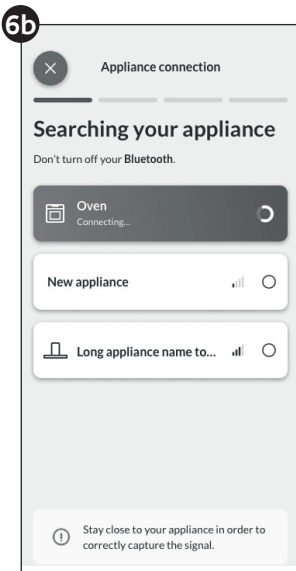 6b
Appliance connection
Searching your appliance
Don't turn off your Bluetooth.
Oven
Connecting...
New appliance
Long appliance name to...
Stay close to your appliance in order to
correctly capture the signal.